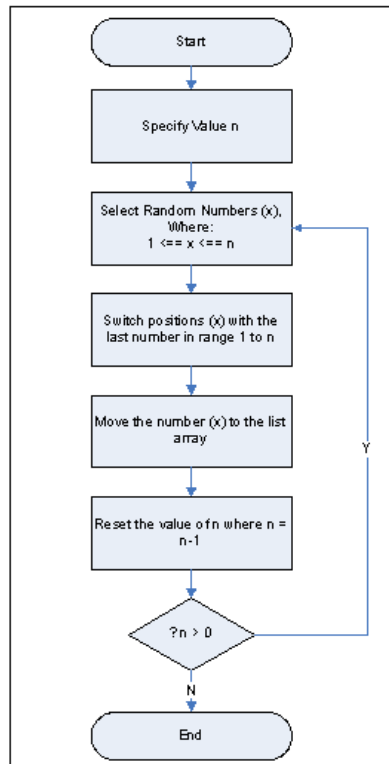 Start
Specify Value n
Select Random Numbers (x),
Where:
1 <== x <== n
Switch positions (x) with the
last number in range 1 to n
Move the number (x) to the list
array
Y
Reset the value of n where n =
n-1
?n > 0
N
End